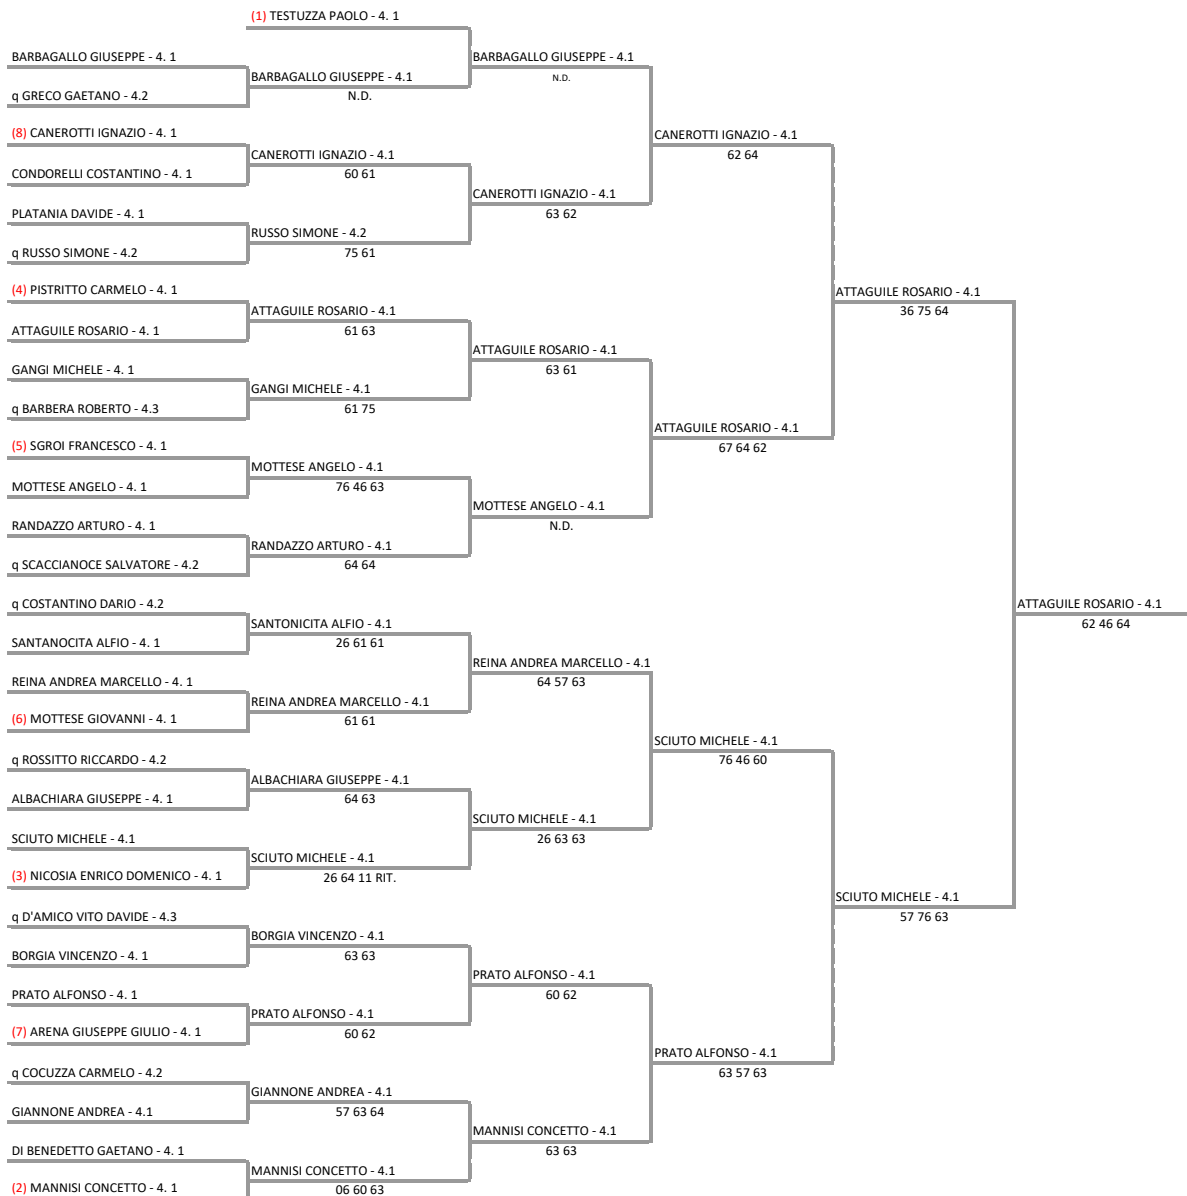 (1) TESTUZZA PAOLO - 4. 1
BARBAGALLO GIUSEPPE - 4. 1
q GRECO GAETANO - 4.2
(8) CANEROTTI IGNAZIO - 4. 1
CONDORELLI COSTANTINO - 4. 1
PLATANIA DAVIDE - 4. 1
q RUSSO SIMONE - 4.2
(4) PISTRITTO CARMELO - 4. 1
ATTAGUILE ROSARIO - 4. 1
GANGI MICHELE - 4. 1
q BARBERA ROBERTO - 4.3
(5) SGROI FRANCESCO - 4. 1
MOTTESE ANGELO - 4. 1
RANDAZZO ARTURO - 4. 1
q SCACCIANOCE SALVATORE - 4.2
q COSTANTINO DARIO - 4.2
SANTANOCITA ALFIO - 4. 1
REINA ANDREA MARCELLO - 4. 1
(6) MOTTESE GIOVANNI - 4. 1
q ROSSITTO RICCARDO - 4.2
ALBACHIARA GIUSEPPE - 4. 1
SCIUTO MICHELE - 4.1
(3) NICOSIA ENRICO DOMENICO - 4. 1
q D'AMICO VITO DAVIDE - 4.3
BORGIA VINCENZO - 4. 1
PRATO ALFONSO - 4. 1
(7) ARENA GIUSEPPE GIULIO - 4. 1
q COCUZZA CARMELO - 4.2
GIANNONE ANDREA - 4.1
DI BENEDETTO GAETANO - 4. 1
(2) MANNISI CONCETTO - 4. 1
BARBAGALLO GIUSEPPE - 4.1
N.D.
CANEROTTI IGNAZIO - 4.1
60 61
RUSSO SIMONE - 4.2
75 61
ATTAGUILE ROSARIO - 4.1
61 63
GANGI MICHELE - 4.1
61 75
MOTTESE ANGELO - 4.1
76 46 63
RANDAZZO ARTURO - 4.1
64 64
SANTONICITA ALFIO - 4.1
26 61 61
REINA ANDREA MARCELLO - 4.1
61 61
ALBACHIARA GIUSEPPE - 4.1
64 63
SCIUTO MICHELE - 4.1
26 64 11 RIT.
BORGIA VINCENZO - 4.1
63 63
PRATO ALFONSO - 4.1
60 62
GIANNONE ANDREA - 4.1
57 63 64
MANNISI CONCETTO - 4.1
06 60 63
BARBAGALLO GIUSEPPE - 4.1
N.D.
CANEROTTI IGNAZIO - 4.1
63 62
ATTAGUILE ROSARIO - 4.1
63 61
MOTTESE ANGELO - 4.1
N.D.
REINA ANDREA MARCELLO - 4.1
64 57 63
SCIUTO MICHELE - 4.1
26 63 63
PRATO ALFONSO - 4.1
60 62
MANNISI CONCETTO - 4.1
63 63
CANEROTTI IGNAZIO - 4.1
62 64
ATTAGUILE ROSARIO - 4.1
67 64 62
SCIUTO MICHELE - 4.1
76 46 60
PRATO ALFONSO - 4.1
63 57 63
ATTAGUILE ROSARIO - 4.1
36 75 64
SCIUTO MICHELE - 4.1
57 76 63
ATTAGUILE ROSARIO - 4.1
62 46 64